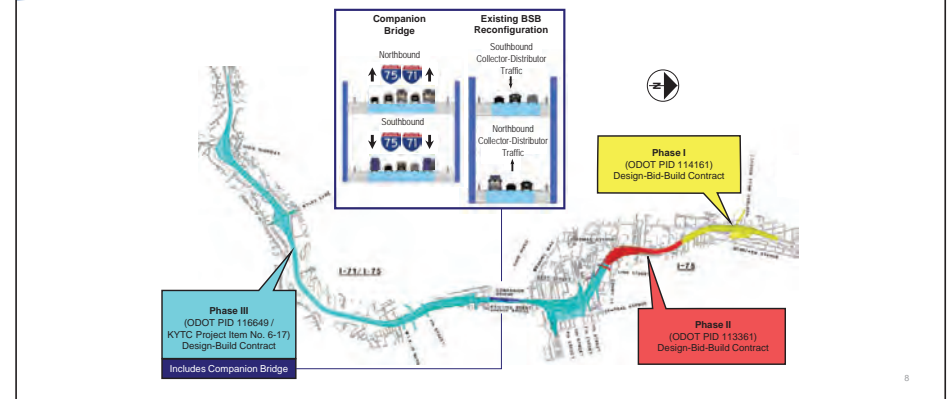 Companion
Bridge
Northbound
75 71
Southbound
75 71
Existing BSB
Reconfiguration
Southbound
Collector-Distributor
Traffic
Northbound
Collector-Distributor
Traffic
N
Phase I
(ODOT PID 114161)
Design-Bid-Build Contract
I-71/I-75
I-75
Phase III
(ODOT PID 116649 /
KYTC Project Item No. 6-17)
Design-Build Contract
Includes Companion Bridge
Phase II
(ODOT PID 113361)
Design-Bid-Build Contract
8